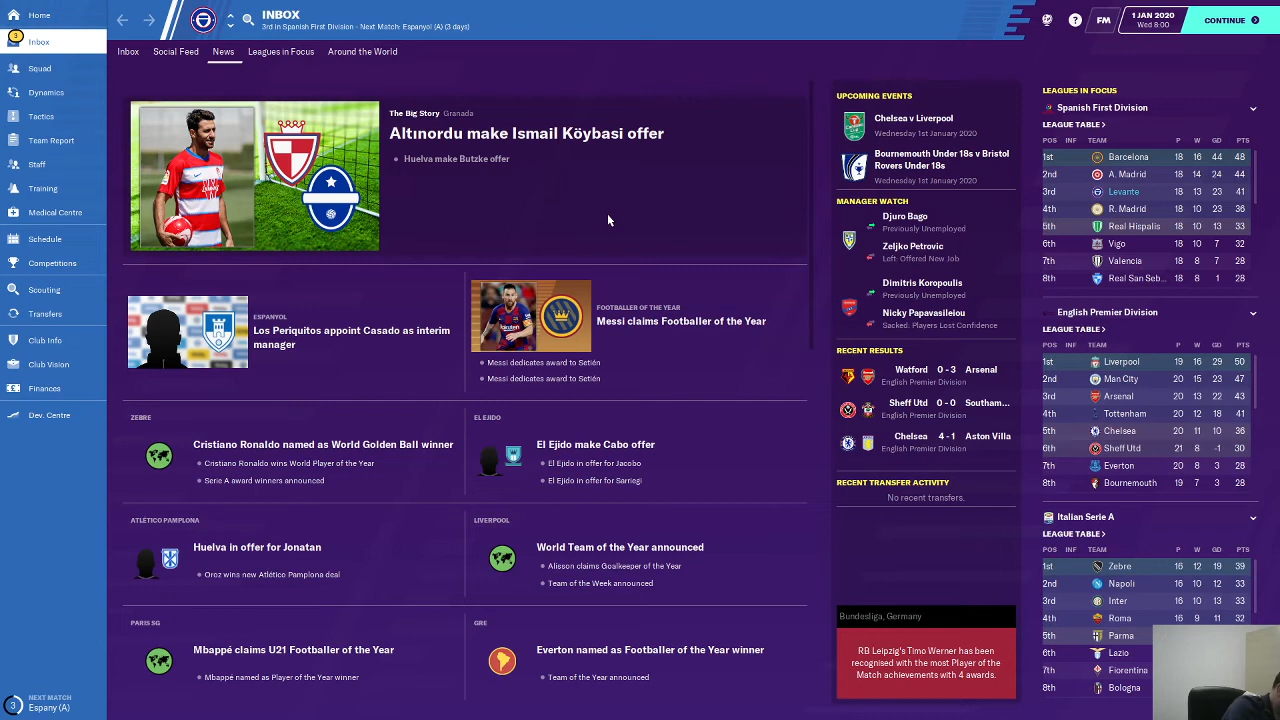 Home
INBOX
3rd in Spanish First Division - Next Match: Espanyol (A) (3 days)
FM
1 JAN 2020
Wed 8:00
CONTINUE
3
Inbox
Squad
Dynamics
Tactics
Team Report
Staff
Training
Medical Centre
Schedule
Competitions
Scouting
Transfers
Club Info
Club Vision
Finances
Dev. Centre
3
NEXT MATCH
Espany (A)
Inbox
Social Feed
News
Leagues in Focus
Around the World
The Big Story Granada
Altınordu make Ismail Köybasi offer
Huelva make Butzke offer
ESPANYOL
Los Periquitos appoint Casado as interim
manager
FOOTBALLER OF THE YEAR
Messi claims Footballer of the Year
Messi dedicates award to Setién
Messi dedicates award to Setién
ZEBRE
Cristiano Ronaldo named as World Golden Ball winner
Cristiano Ronaldo wins World Player of the Year
Serie A award winners announced
EL EJIDO
El Ejido make Cabo offer
El Ejido in offer for Jacobo
El Ejido in offer for Sarriegi
ATLÉTICO PAMPLONA
Huelva in offer for Jonatan
Oroz wins new Atlético Pamplona deal
LIVERPOOL
World Team of the Year announced
Alisson claims Goalkeeper of the Year
Team of the Week announced
PARIS SG
Mbappé claims U21 Footballer of the Year
Mbappé named as Player of the Year winner
GRE
Everton named as Footballer of the Year winner
Team of the Year announced
UPCOMING EVENTS
Chelsea v Liverpool
Wednesday 1st January 2020
Bournemouth Under 18s v Bristol
Rovers Under 18s
Wednesday 1st January 2020
MANAGER WATCH
Djuro Bago
Previously Unemployed
Zeljko Petrovic
Left: Offered New Job
Dimitris Koropoulis
Previously Unemployed
Nicky Papavasileiou
Sacked: Players Lost Confidence
RECENT RESULTS
Watford 0 - 3 Arsenal
English Premier Division
Sheff Utd 0 - 0 Southam...
English Premier Division
Chelsea 4 - 1 Aston Villa
English Premier Division
RECENT TRANSFER ACTIVITY
No recent transfers.
Bundesliga, Germany
RB Leipzig's Timo Werner has been
recognised with the most Player of the
Match achievements with 4 awards.
LEAGUES IN FOCUS
Spanish First Division
LEAGUE TABLE >
POS INF TEAM P W GD PTS
1st Barcelona 18 16 44 48
2nd A. Madrid 18 14 24 44
3rd Levante 18 13 23 41
4th R. Madrid 18 10 23 36
5th Real Hispalis 18 10 13 33
6th Vigo 18 10 7 32
7th Valencia 18 8 7 28
8th Real San Seb... 18 8 1 28
English Premier Division
LEAGUE TABLE >
POS INF TEAM P W GD PTS
1st Liverpool 19 16 29 50
2nd Man City 20 15 23 47
3rd Arsenal 20 13 22 43
4th Tottenham 20 12 18 41
5th Chelsea 20 11 10 36
6th Sheff Utd 21 8 -1 30
7th Everton 20 8 3 28
8th Bournemouth 19 7 3 28
Italian Serie A
LEAGUE TABLE >
POS INF TEAM P W GD PTS
1st Zebre 16 12 19 39
2nd Napoli 16 10 12 33
3rd Inter 16 10 13 33
4th Roma 16 9 11 32
5th Parma
6th Lazio
7th Fiorentina
8th Bologna